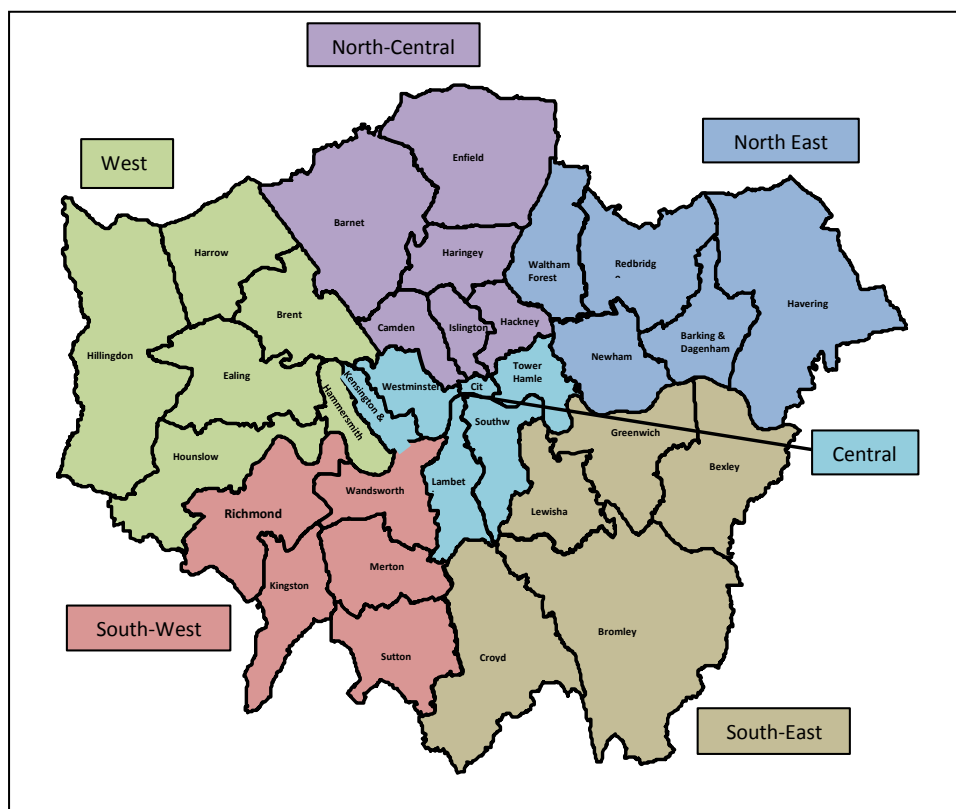 North-Central
North East
West
Enfield
Barnet
Harrow
Haringey
Waltham
Forest
Redbridg
Havering
Brent
Camden
Islington
Hackney
Barking &
Dagenham
Hillingdon
Ealing
Newham
Kensington &
Westminster
Cit
Tower
Hamle
Hammersmith
Hounslow
Southw
Greenwich
Central
Bexley
Lambet
Wandsworth
Richmond
Lewisha
Merton
Kingston
South-West
Sutton
Croyd
Bromley
South-East